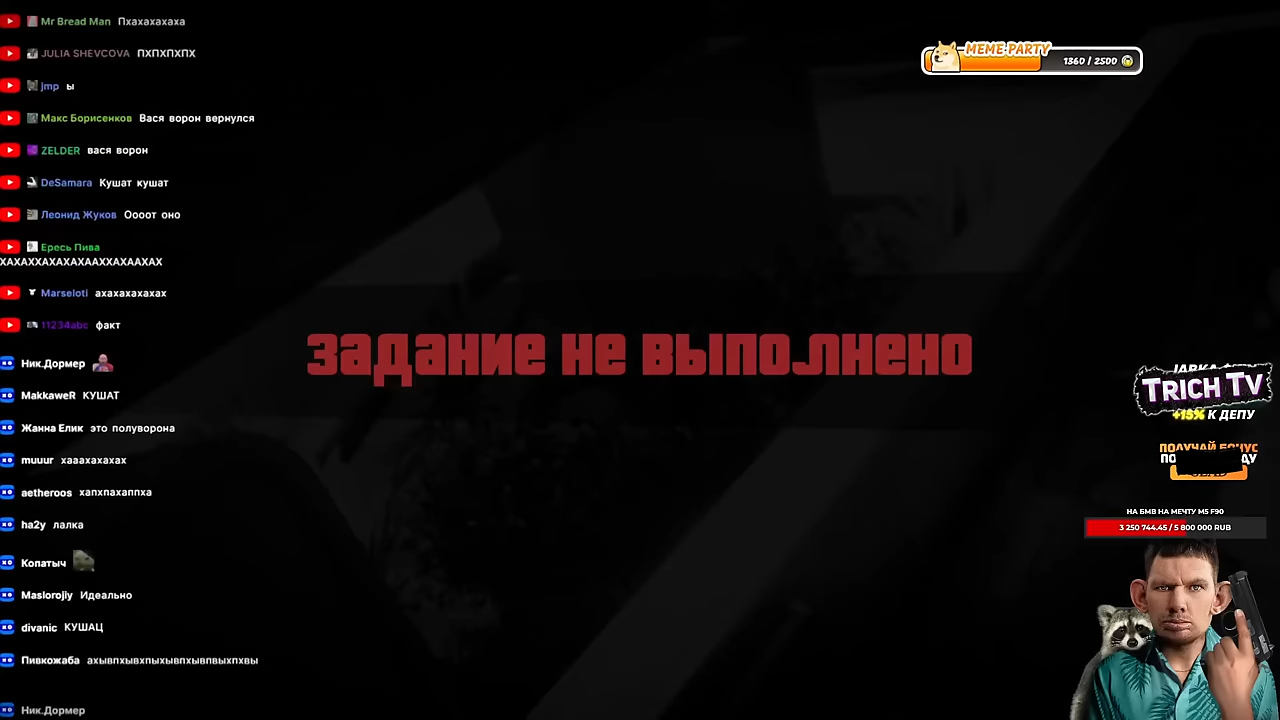 Mr Bread Man Пхахахахаха
JULIA SHEVCOVA ПХПХПХПХ
jmp ы
Макс Борисенков Вася ворон вернулся
ZELDER вася ворон
DeSamara Кушат кушат
Леонид Жуков Оооот оно
Ересь Пива
ХАХАХХАХАХАХААХХАХААХАХ
Marseloti ахахахахахах
11234abc факт
Ник.Дормер
MakkaweR КУШАТ
Жанна Елик это полуворона
muuur хааахахахах
aetheroos хапхпахаппха
ha2y лалка
Копатыч
Maslorojiy Идеально
divanic КУШАЦ
Пивкожаба ахывпхывхпыхывпхывпвыхпхвы
Ник.Дормер
MEME-PARTY
1360 / 2500
задание не выполнено
TRICH TV
+15% К ДЕПУ
ПОЛУЧАЙ БОНУС
НА БМВ НА МЕЧТУ M5 F90
3 250 744.45 / 5 800 000 RUB